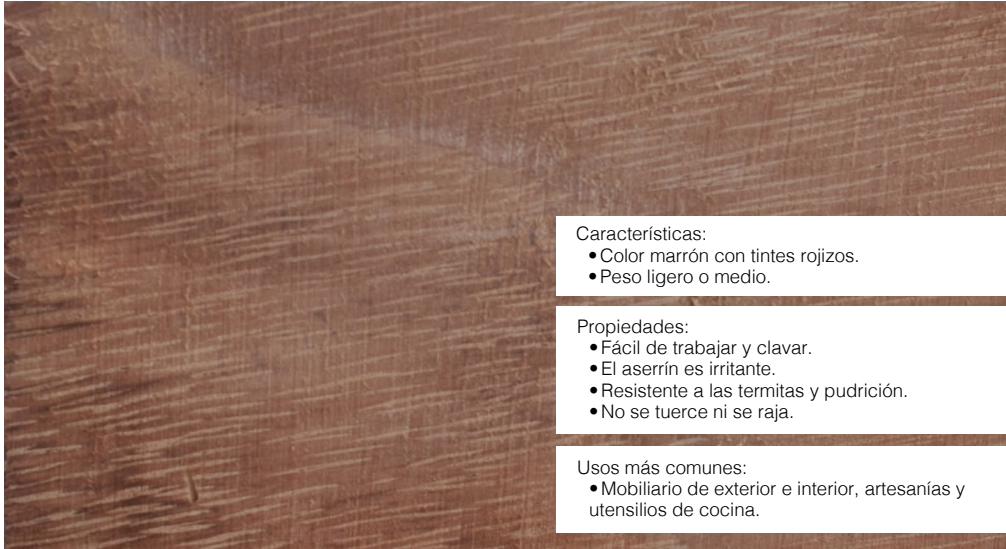 Características:
•Color marrón con tintes rojizos.
•Peso ligero o medio.
Propiedades:
•Fácil de trabajar y clavar.
•El aserrín es irritante.
•Resistente a las termitas y pudrición.
•No se tuerce ni se raja.
Usos más comunes:
•Mobiliario de exterior e interior, artesanías y
utensilios de cocina.